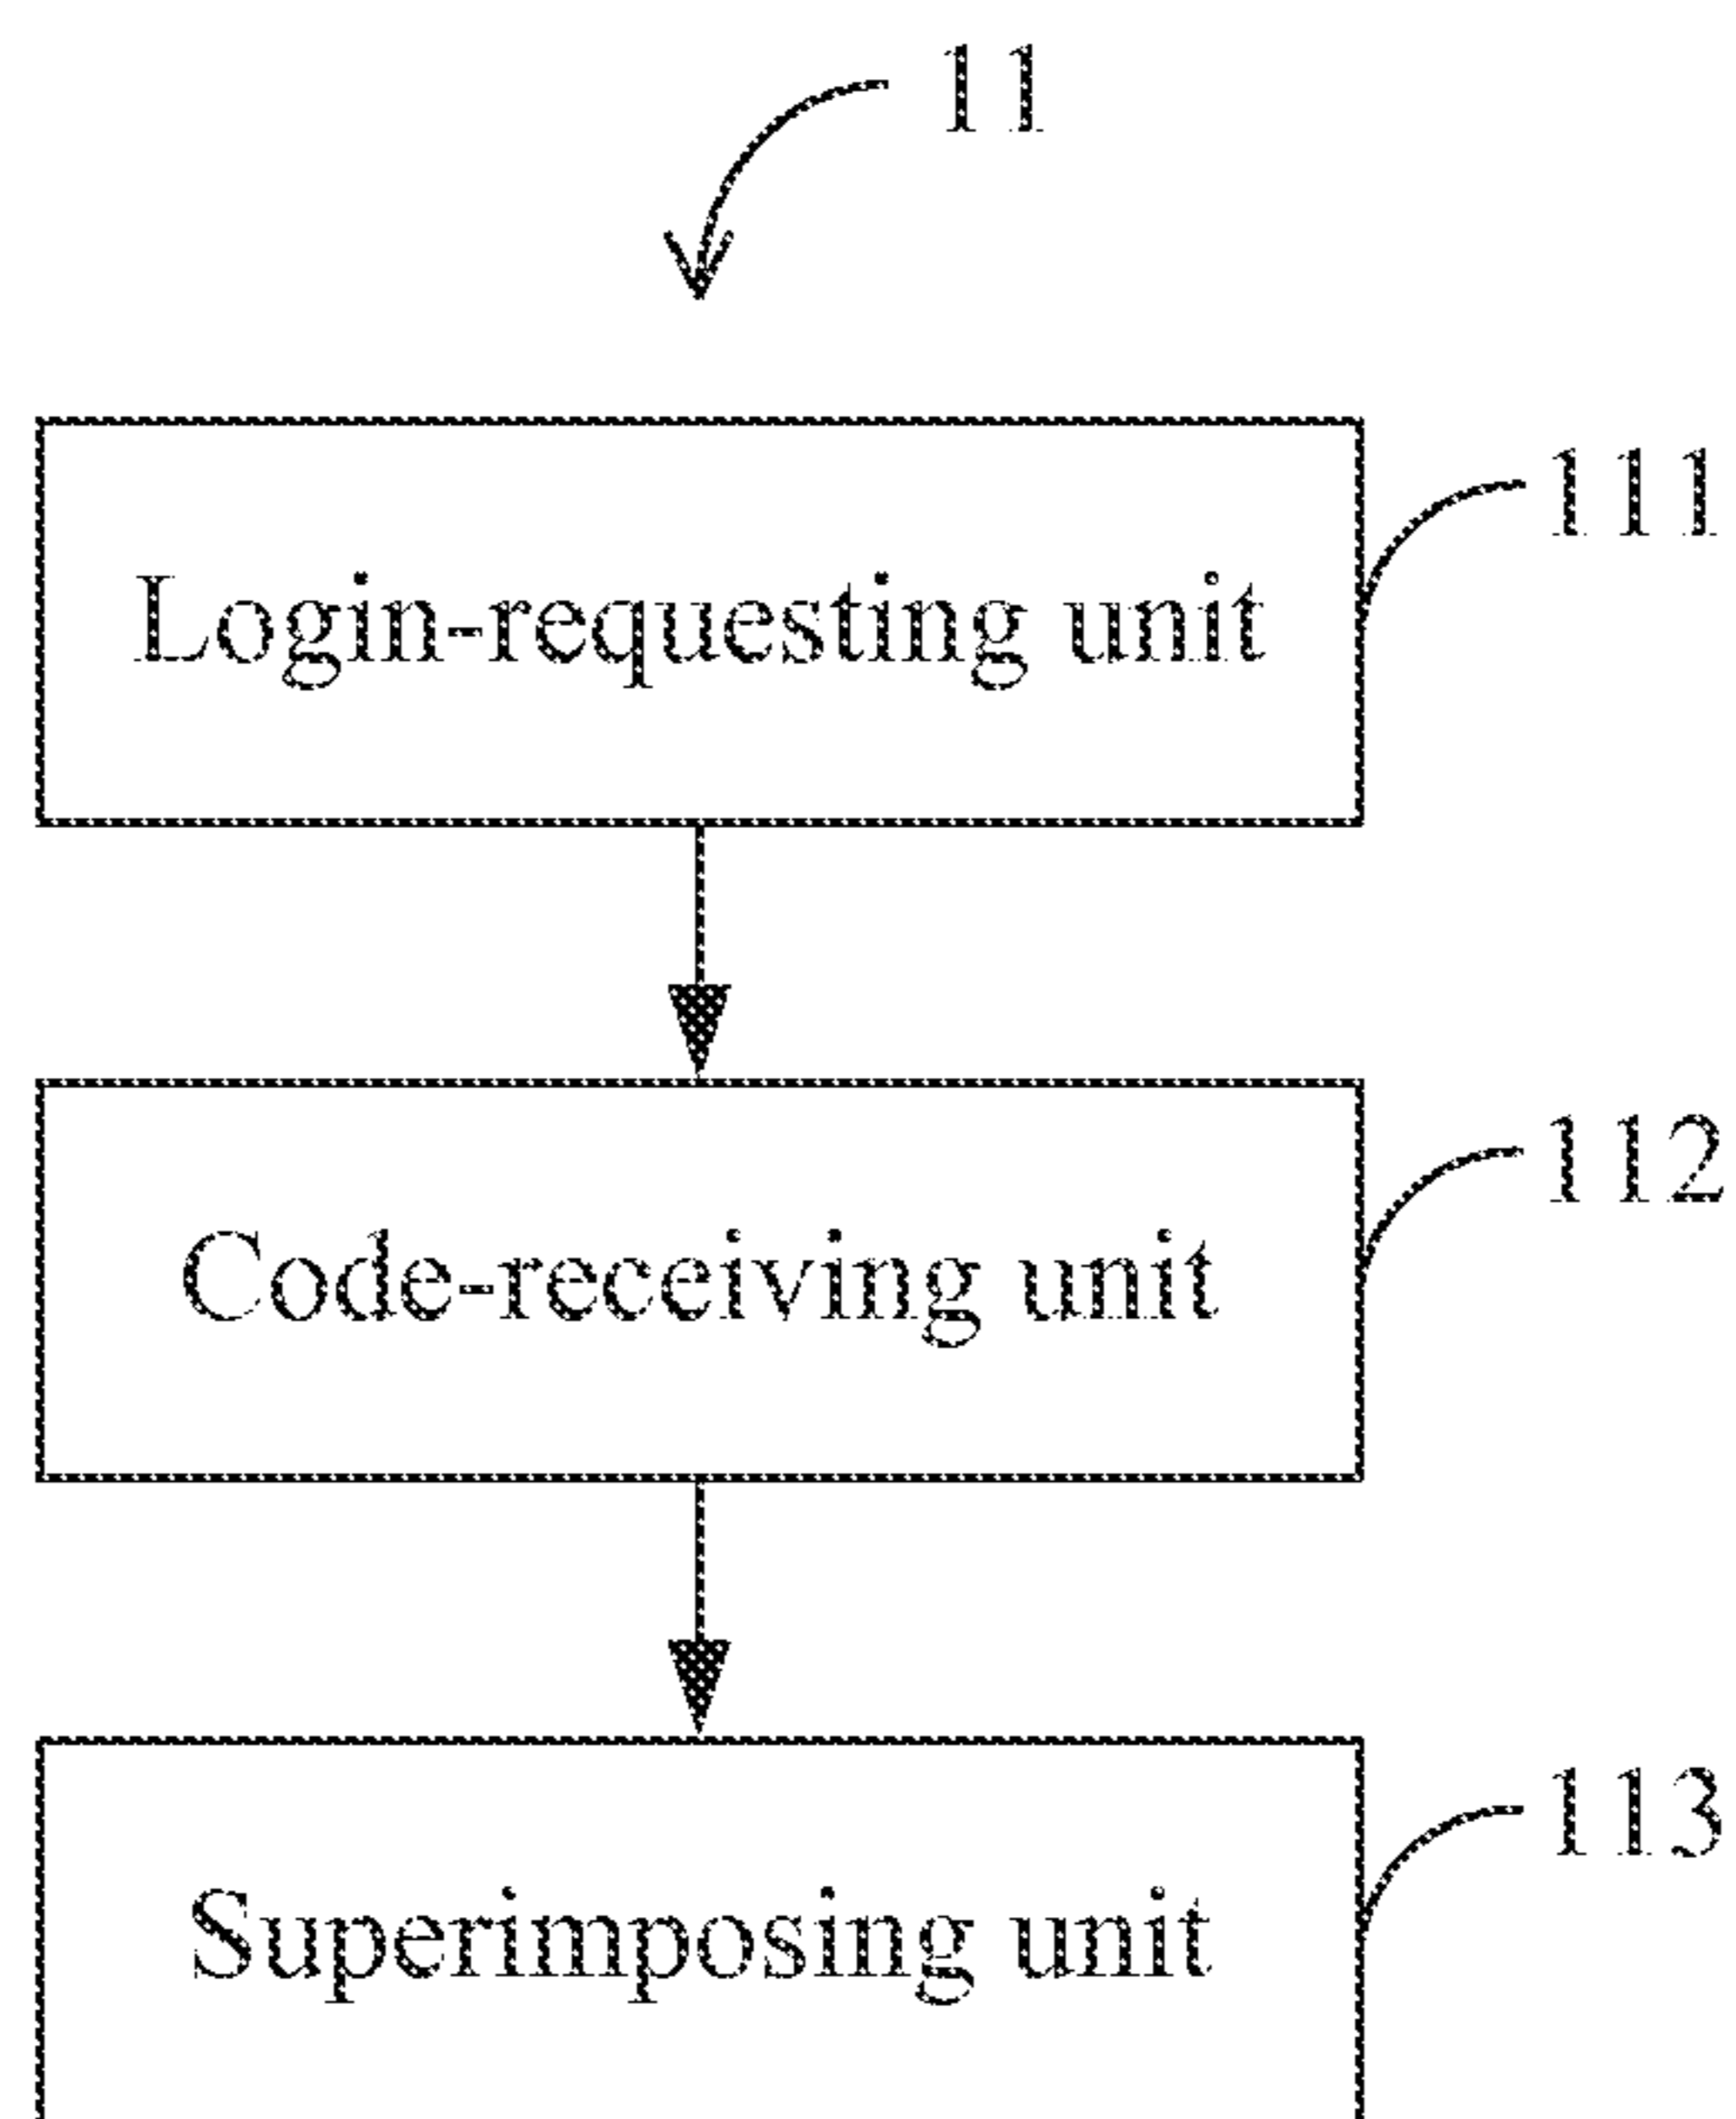 11
111
Login-requesting unit
112
Code-receiving unit
113
Superimposing unit